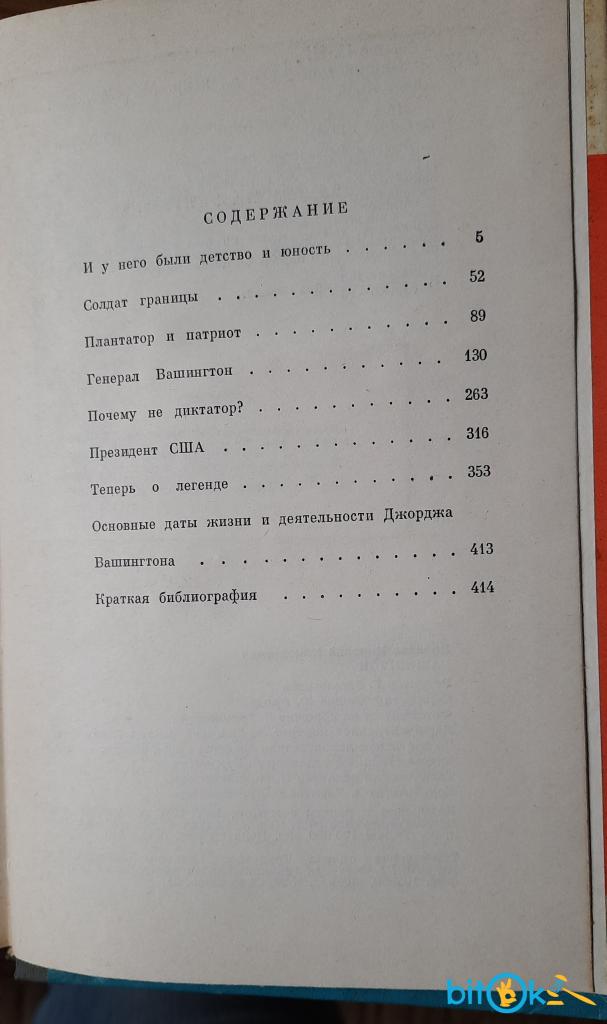 СОДЕРЖАНИЕ
И у него были детство и юность . . . . . . 5
Солдат границы . . . . . . . . . . . . 52
Плантатор и патриот . . . . . . . . . . 89
Генерал Вашингтон . . . . . . . . . . . 130
Почему не диктатор? . . . . . . . . . . 263
Президент США . . . . . . . . . . . . 316
Теперь о легенде . . . . . . . . . . . 353
Основные даты жизни и деятельности Джорджа
Вашингтона . . . . . . . . . . . . . 413
Краткая библиография . . . . . . . . . 414
bitok